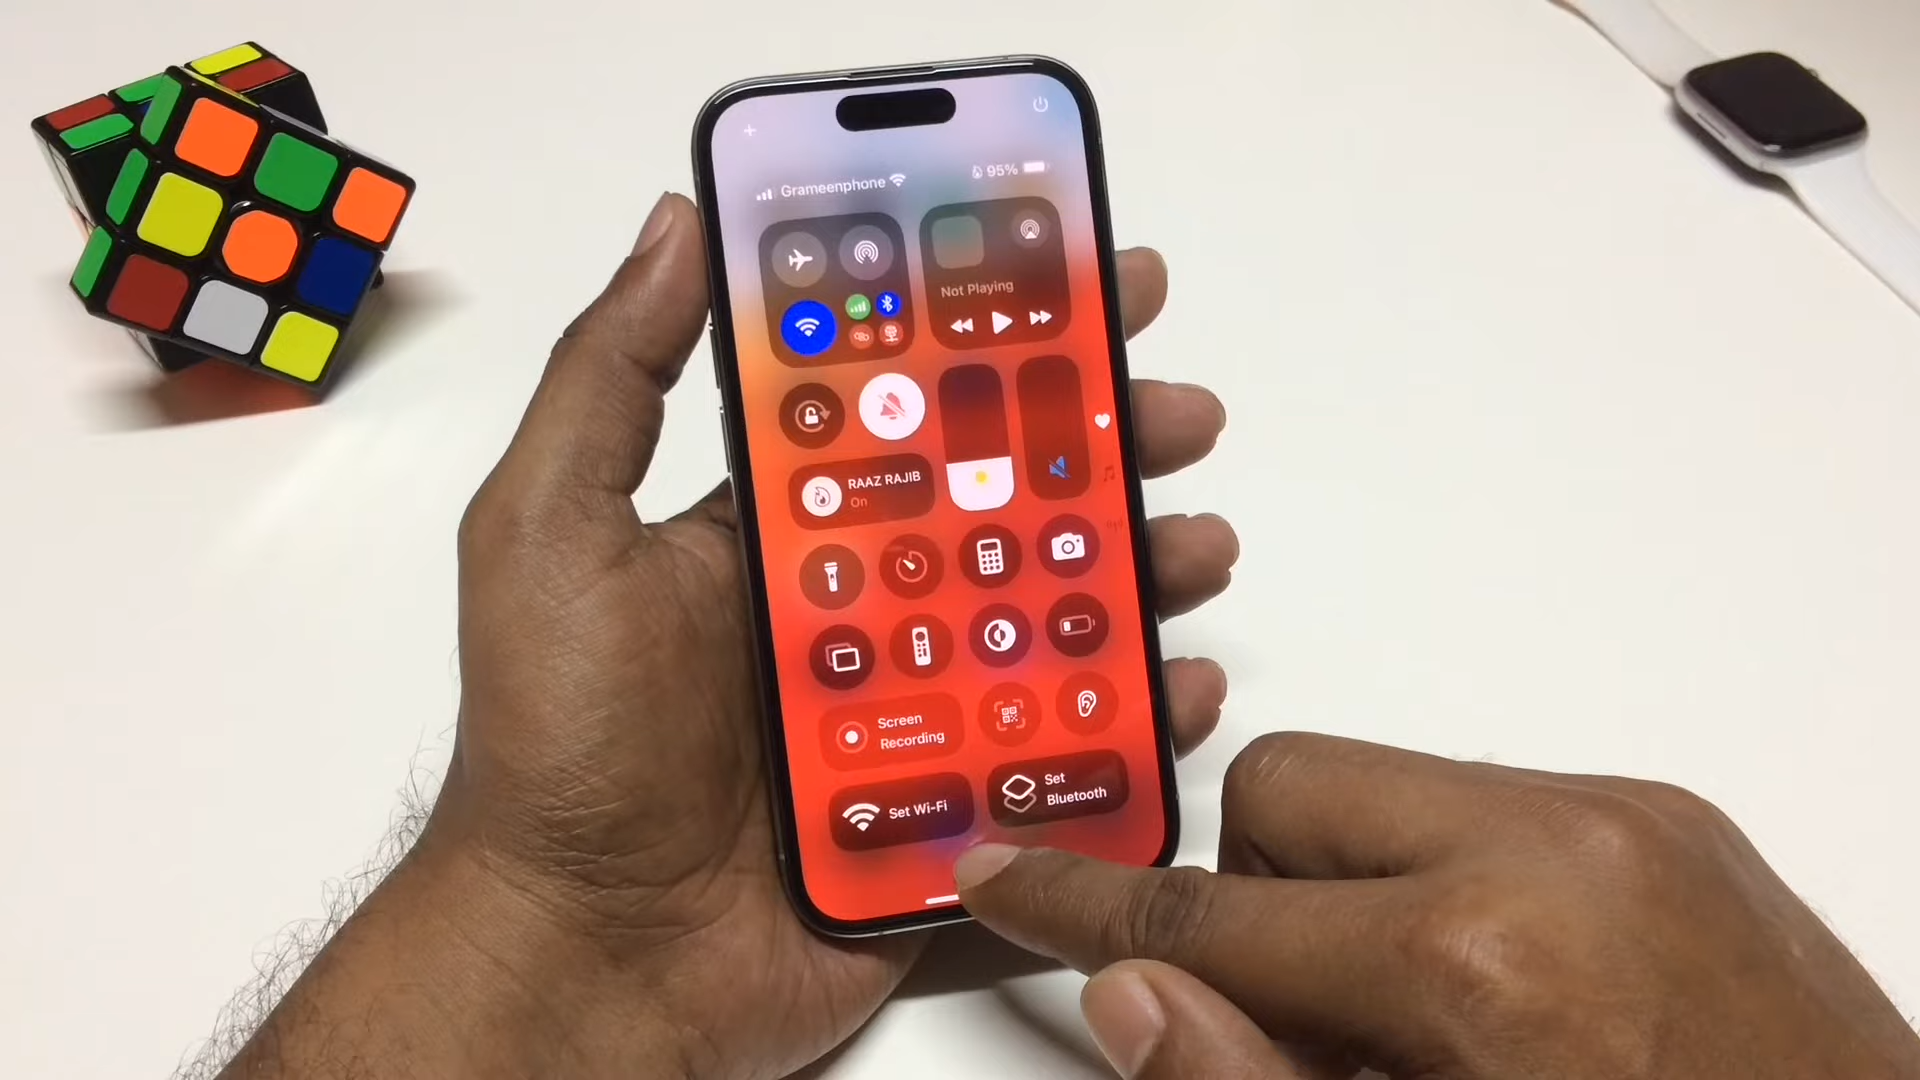 Grameenphone
95%
Not Playing
RAAZ RAJIB
On
Screen
Recording
Set Wi-Fi
Set
Bluetooth